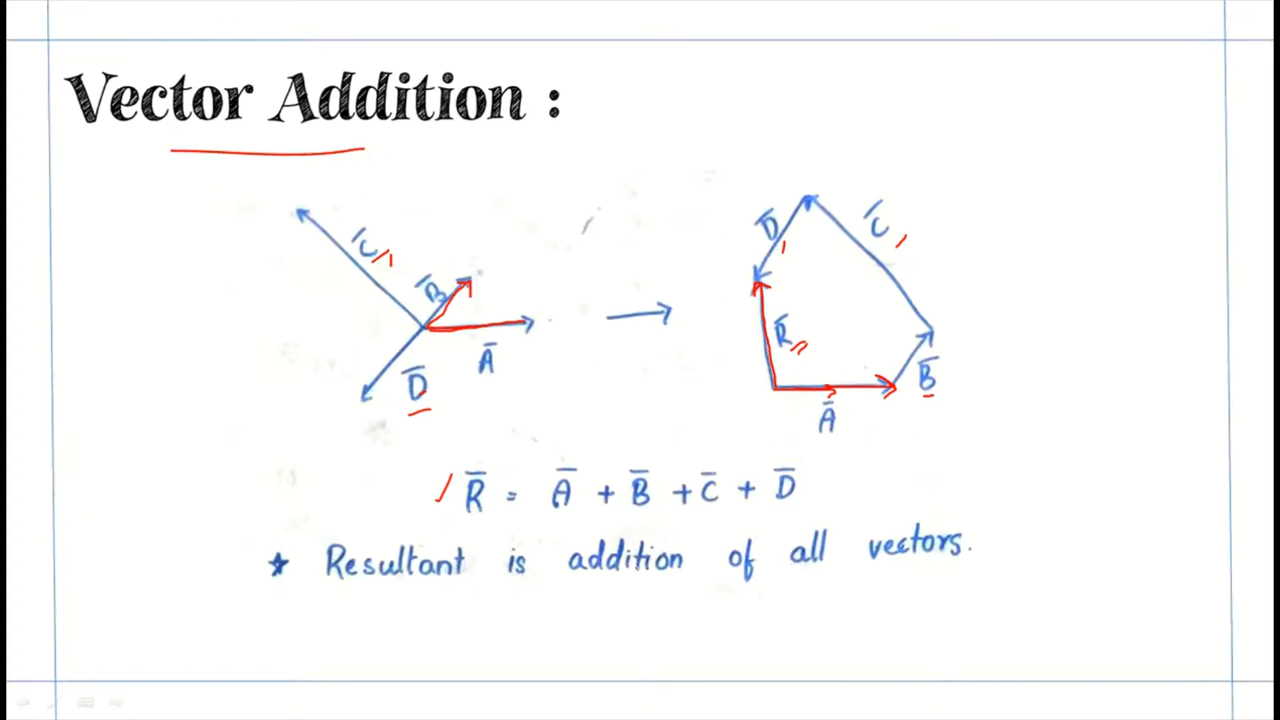 Vector Addition :
C̅
B̅
A̅
D̅
D̅
C̅
R̅
B̅
A̅
R̅ = A̅ + B̅ + C̅ + D̅
★ Resultant is addition of all vectors.